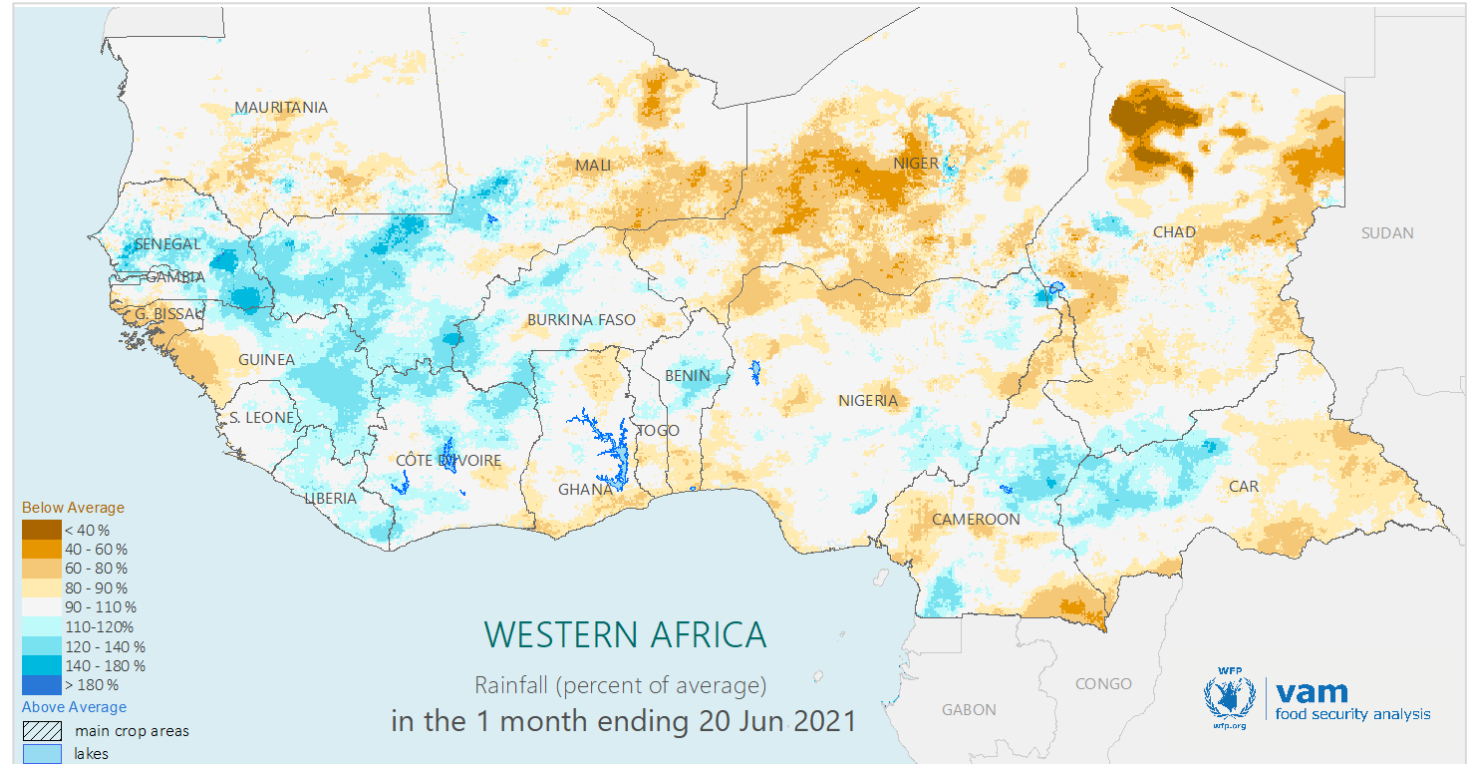 MAURITANIA
MALI
NIGER
CHAD
SUDAN
SENEGAL
GAMBIA
G. BISSAU
BURKINA FASO
GUINEA
BENIN
NIGERIA
S. LEONE
TOGO
CÔTE D'IVOIRE
GHANA
LIBERIA
CAR
CAMEROON
CONGO
GABON
Below Average
< 40 %
40 - 60 %
60 - 80 %
80 - 90 %
90 - 110 %
110-120%
120 - 140 %
140 - 180 %
> 180 %
Above Average
main crop areas
lakes
WESTERN AFRICA
Rainfall (percent of average)
in the 1 month ending 20 Jun 2021
WFP
wfp.org
vam
food security analysis